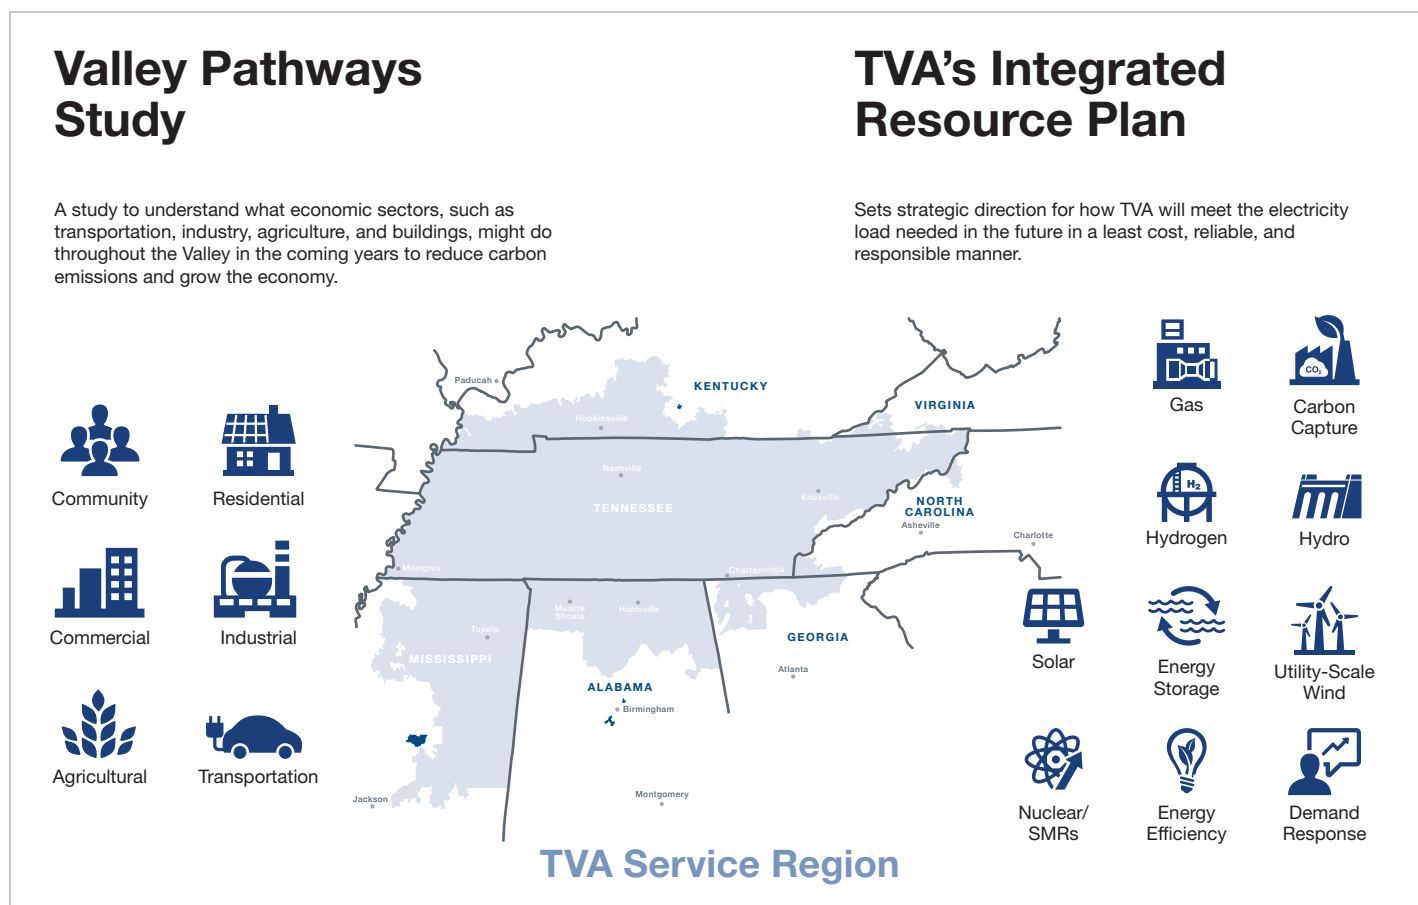 Valley Pathways
Study
A study to understand what economic sectors, such as
transportation, industry, agriculture, and buildings, might do
throughout the Valley in the coming years to reduce carbon
emissions and grow the economy.
TVA’s Integrated
Resource Plan
Sets strategic direction for how TVA will meet the electricity
load needed in the future in a least cost, reliable, and
responsible manner.
Community
Residential
Commercial
Industrial
Agricultural
Transportation
Paducah
KENTUCKY
Hopkinsville
VIRGINIA
Nashville
Knoxville
TENNESSEE
NORTH
CAROLINA
Asheville
Charlotte
Memphis
Chattanooga
Muscle
Shoals
Huntsville
Tupelo
GEORGIA
MISSISSIPPI
Atlanta
ALABAMA
Birmingham
Jackson
Montgomery
Gas
CO₂
Carbon
Capture
H₂
Hydrogen
Hydro
Solar
Energy
Storage
Utility-Scale
Wind
Nuclear/
SMRs
Energy
Efficiency
Demand
Response
TVA Service Region